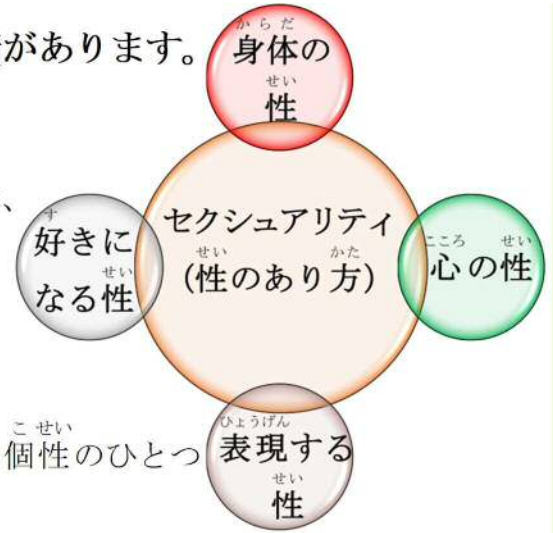 があります。
身体の
性
、
セクシュアリティ
（性のあり方）
好きに
なる性
心の性
個性のひとつ
表現する
性